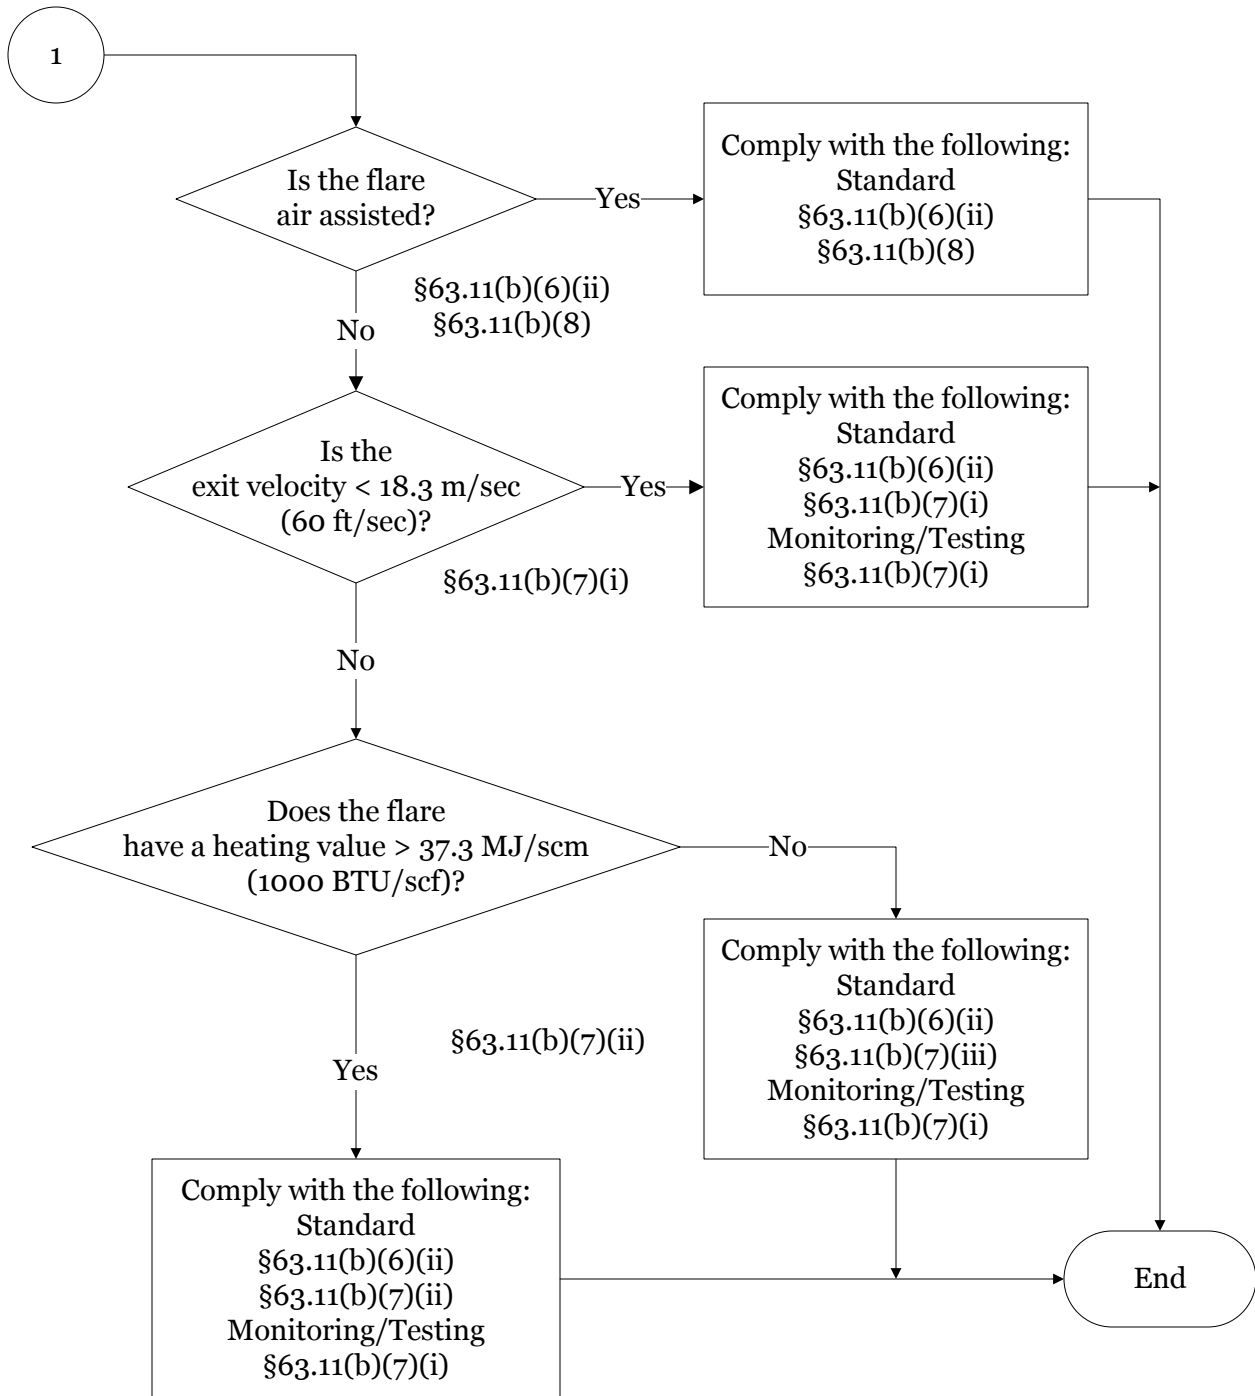 1
Is the flare
air assisted?
Yes
Comply with the following:
Standard
§63.11(b)(6)(ii)
§63.11(b)(8)
§63.11(b)(6)(ii)
§63.11(b)(8)
No
Is the
exit velocity < 18.3 m/sec
(60 ft/sec)?
Yes
Comply with the following:
Standard
§63.11(b)(6)(ii)
§63.11(b)(7)(i)
Monitoring/Testing
§63.11(b)(7)(i)
§63.11(b)(7)(i)
No
Does the flare
have a heating value > 37.3 MJ/scm
(1000 BTU/scf)?
No
Comply with the following:
Standard
§63.11(b)(6)(ii)
§63.11(b)(7)(iii)
Monitoring/Testing
§63.11(b)(7)(i)
§63.11(b)(7)(ii)
Yes
Comply with the following:
Standard
§63.11(b)(6)(ii)
§63.11(b)(7)(ii)
Monitoring/Testing
§63.11(b)(7)(i)
End